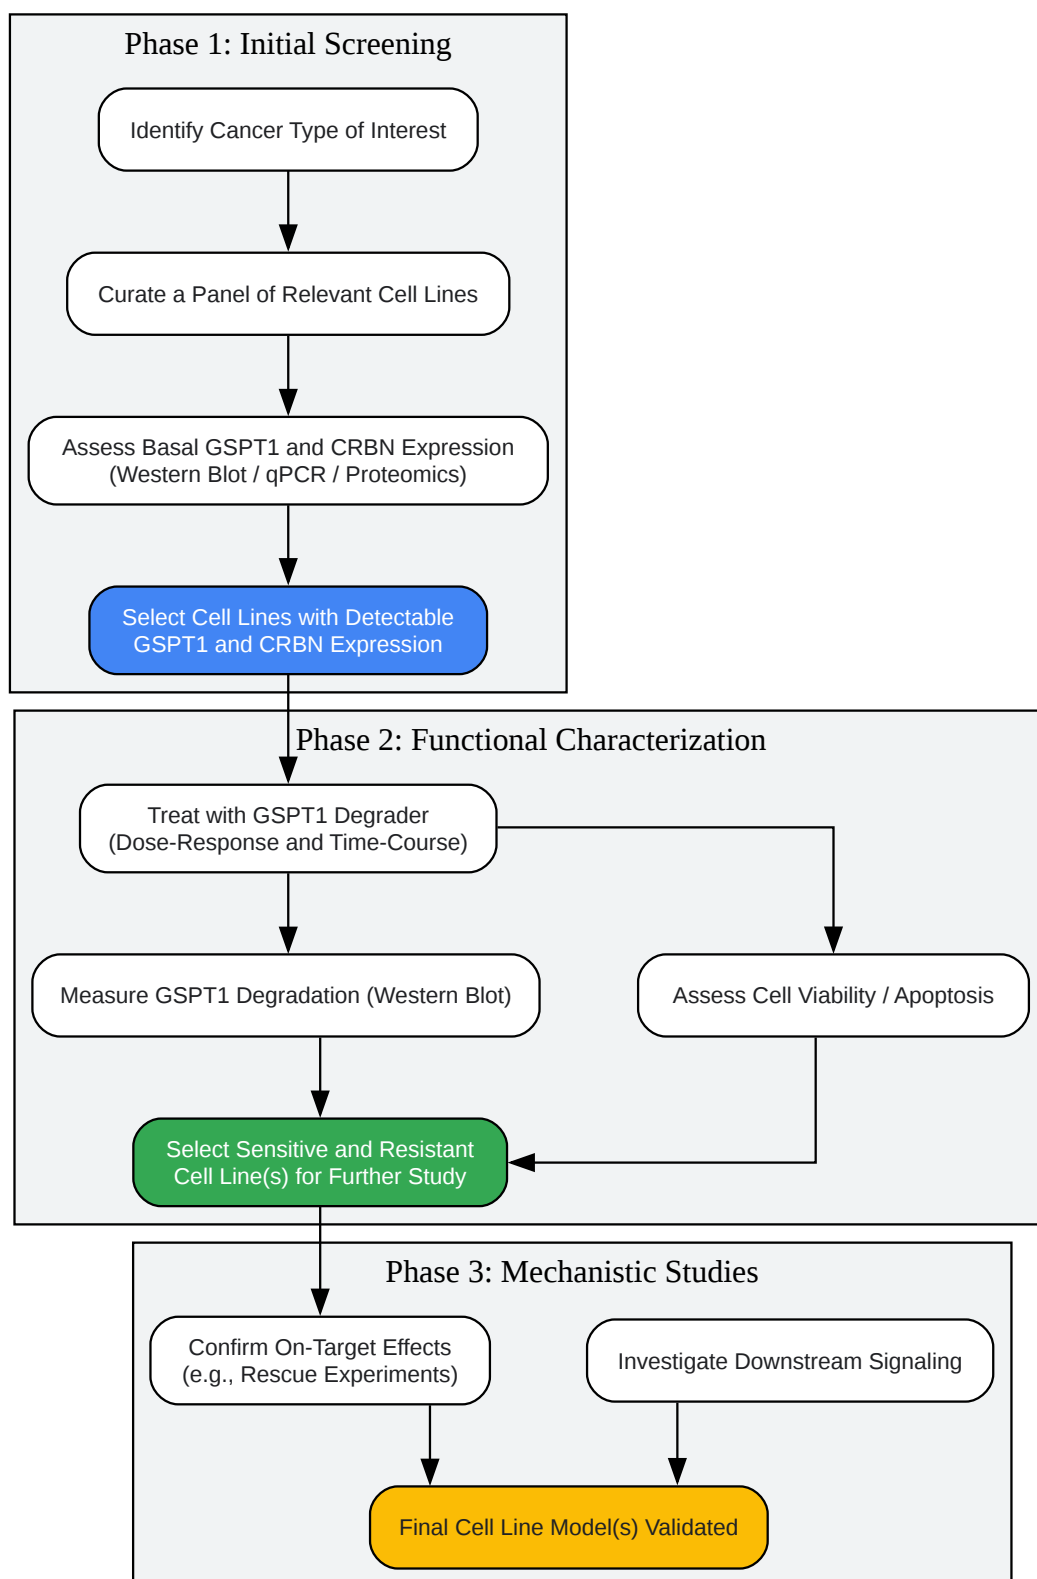 Phase 1: Initial Screening
Identify Cancer Type of Interest
Curate a Panel of Relevant Cell Lines
Assess Basal GSPT1 and CRBN Expression
(Western Blot / qPCR / Proteomics)
Select Cell Lines with Detectable
GSPT1 and CRBN Expression
Phase 2: Functional Characterization
Treat with GSPT1 Degrader
(Dose-Response and Time-Course)
Measure GSPT1 Degradation (Western Blot)
Assess Cell Viability / Apoptosis
Select Sensitive and Resistant
Cell Line(s) for Further Study
Phase 3: Mechanistic Studies
Confirm On-Target Effects
(e.g., Rescue Experiments)
Investigate Downstream Signaling
Final Cell Line Model(s) Validated